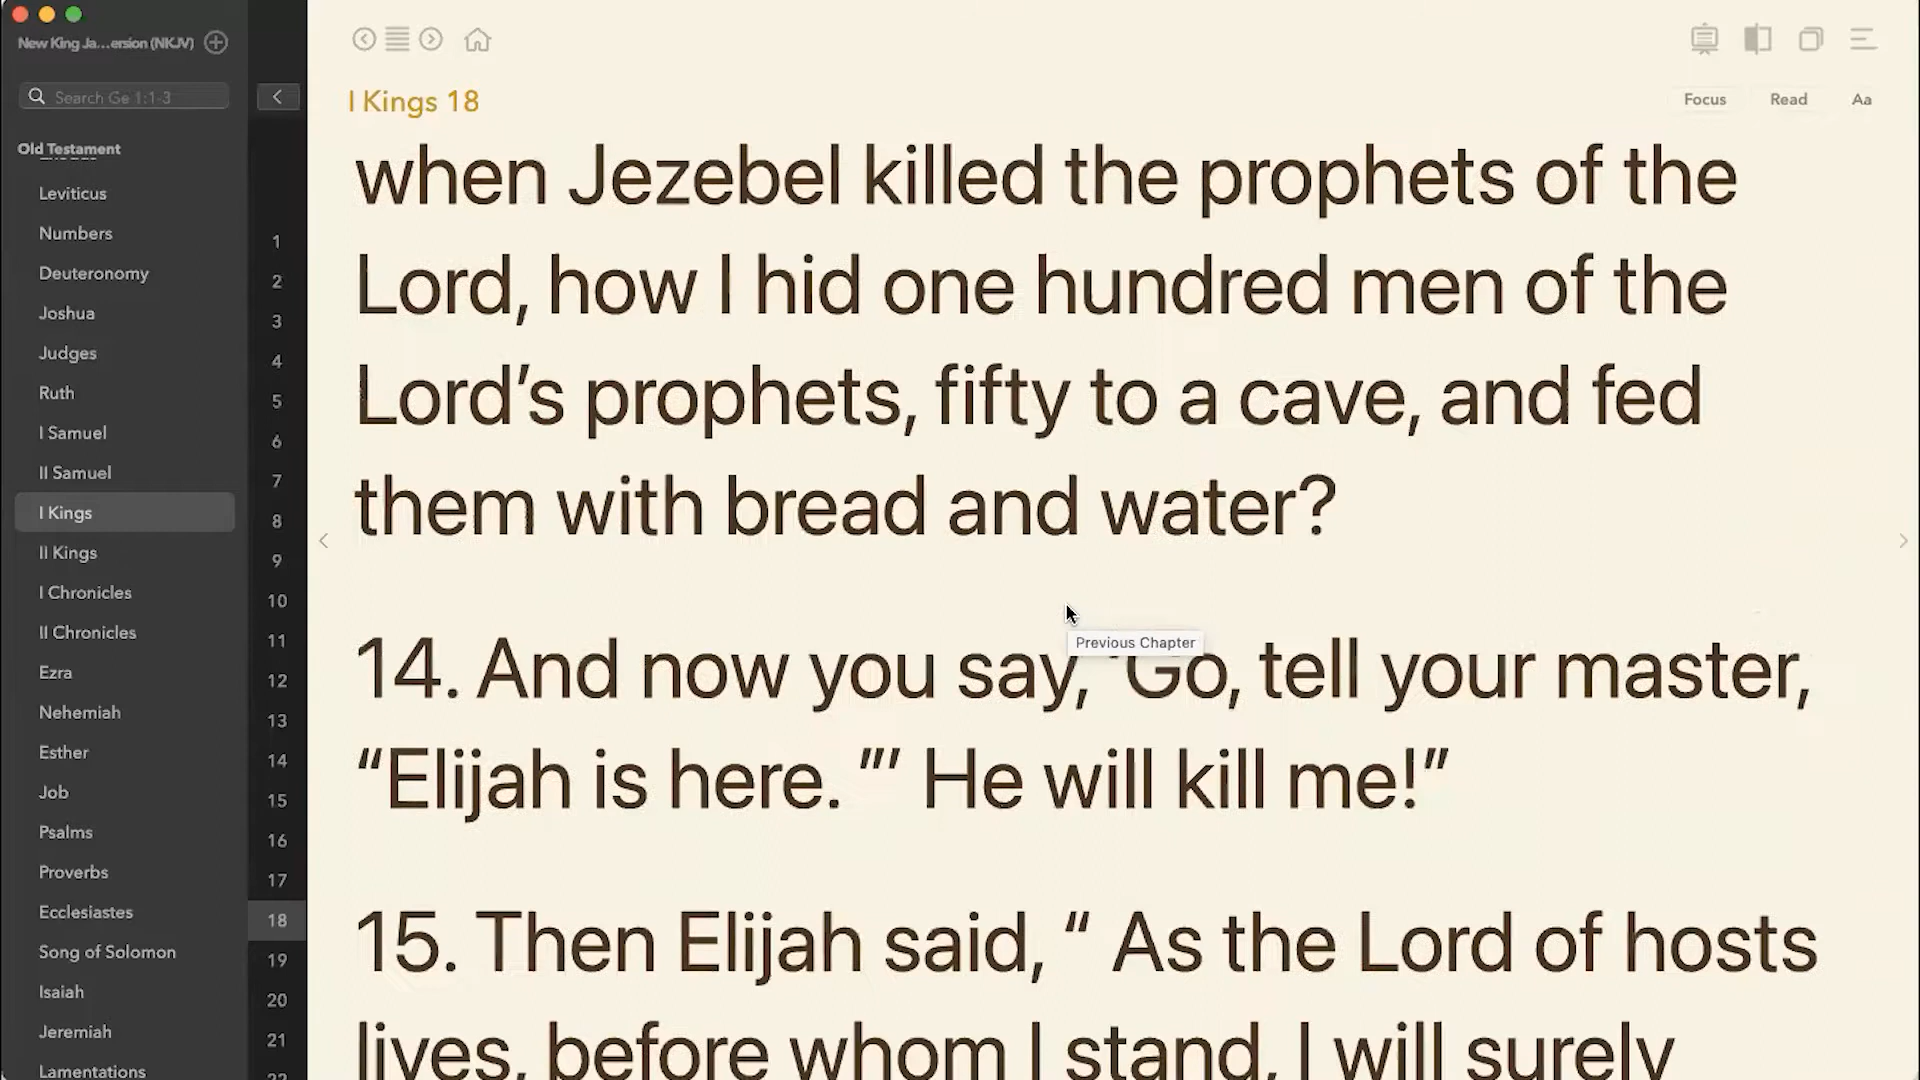 New King Ja...ersion (NKJV)
Search Ge 1:1-3
Old Testament
Exodus
Leviticus
Numbers
Deuteronomy
Joshua
Judges
Ruth
I Samuel
II Samuel
I Kings
II Kings
I Chronicles
II Chronicles
Ezra
Nehemiah
Esther
Job
Psalms
Proverbs
Ecclesiastes
Song of Solomon
Isaiah
Jeremiah
Lamentations
1
2
3
4
5
6
7
8
9
10
11
12
13
14
15
16
17
18
19
20
21
22
I Kings 18
Focus
Read
Aa
when Jezebel killed the prophets of the
Lord, how I hid one hundred men of the
Lord’s prophets, fifty to a cave, and fed
them with bread and water?
Previous Chapter
14. And now you say, ‘Go, tell your master,
“Elijah is here. ”’ He will kill me!”
15. Then Elijah said, “ As the Lord of hosts
lives, before whom I stand, I will surely